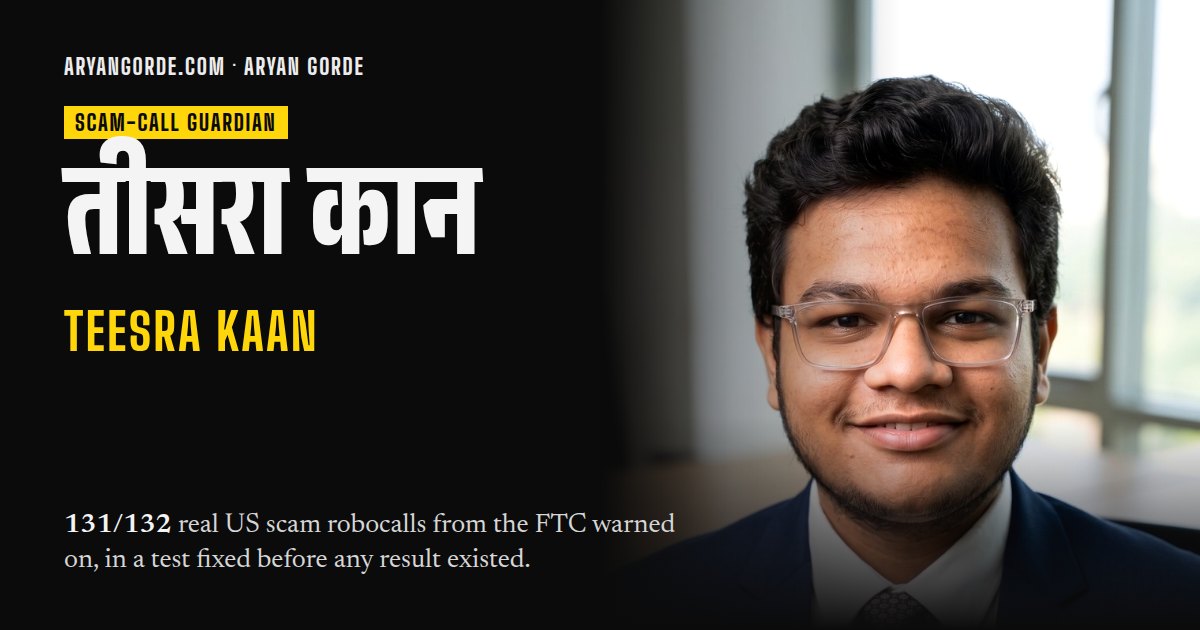 ARYANGORDE.COM · ARYAN GORDE
SCAM-CALL GUARDIAN
तीसरा कान
TEESRA KAAN
131/132 real US scam robocalls from the FTC warned
on, in a test fixed before any result existed.